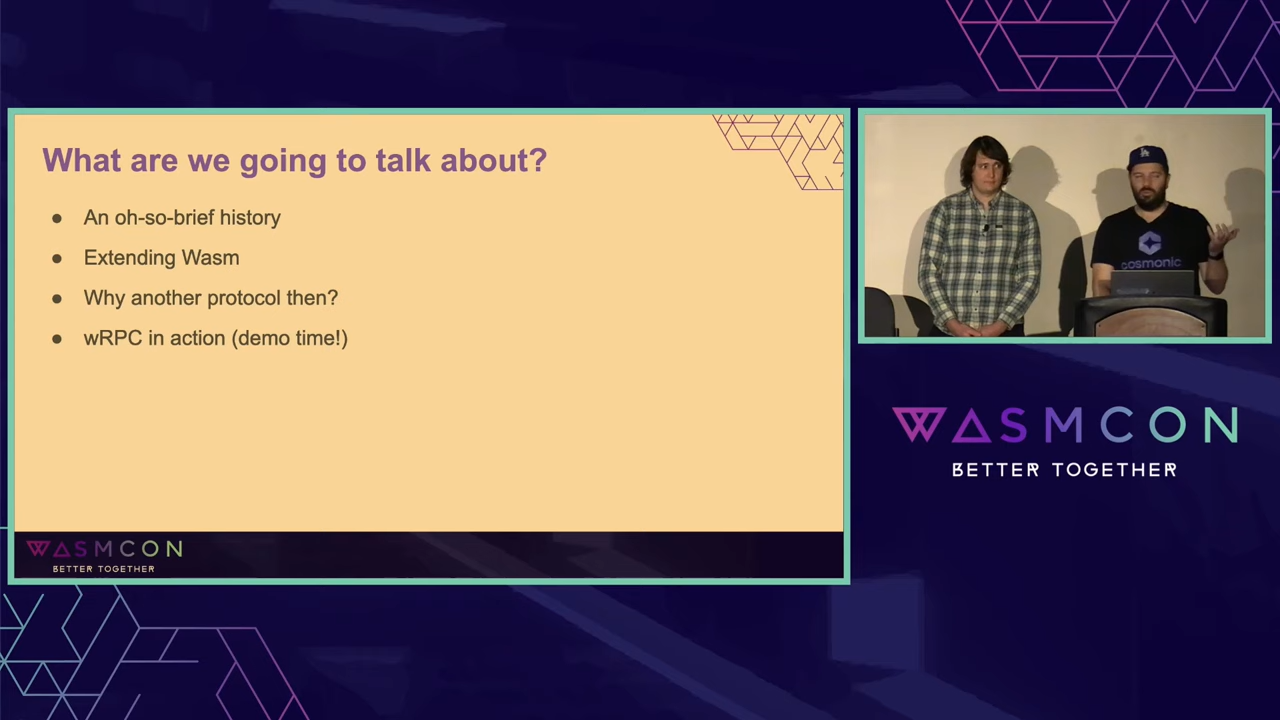 What are we going to talk about?
● An oh-so-brief history
● Extending Wasm
● Why another protocol then?
● wRPC in action (demo time!)
WASMCON
BETTER TOGETHER
LA
cosmonic
WASMCON
BETTER TOGETHER